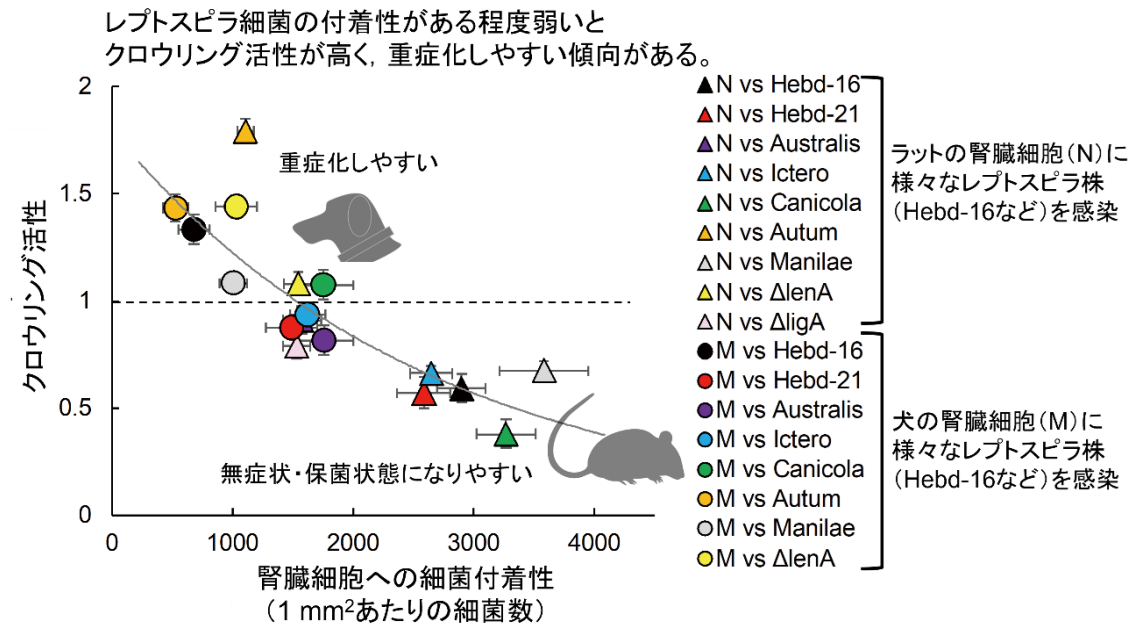 レプトスピラ細菌の付着性がある程度弱いと
クロウリング活性が高く，重症化しやすい傾向がある。
2
1.5
1
0.5
0
クロウリング活性
重症化しやすい
無症状・保菌状態になりやすい
0 1000 2000 3000 4000
腎臓細胞への細菌付着性
（1 mm²あたりの細菌数）
N vs Hebd-16
N vs Hebd-21
N vs Australis
N vs Ictero
N vs Canicola
N vs Autum
N vs Manilae
N vs ΔlenA
N vs ΔligA
M vs Hebd-16
M vs Hebd-21
M vs Australis
M vs Ictero
M vs Canicola
M vs Autum
M vs Manilae
M vs ΔlenA
ラットの腎臓細胞（N）に
様々なレプトスピラ株
（Hebd-16など）を感染
犬の腎臓細胞（M）に
様々なレプトスピラ株
（Hebd-16など）を感染